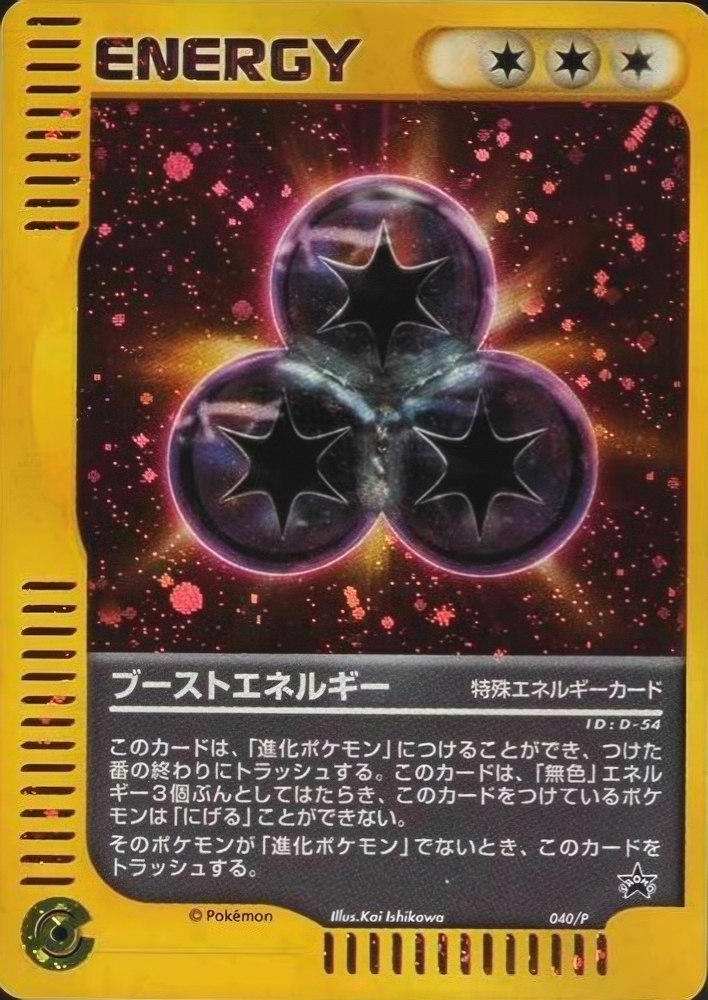 ENERGY
ブーストエネルギー
特殊エネルギーカード
ID:D-54
このカードは、「進化ポケモン」につけることができ、つけた
番の終わりにトラッシュする。このカードは、「無色」エネル
ギー3個ぶんとしてはたらき、このカードをつけているポケ
モンは「にげる」ことができない。
そのポケモンが「進化ポケモン」でないとき、このカードを
トラッシュする。
PROMO
©Pokémon
Illus.Kai Ishikawa
040/P